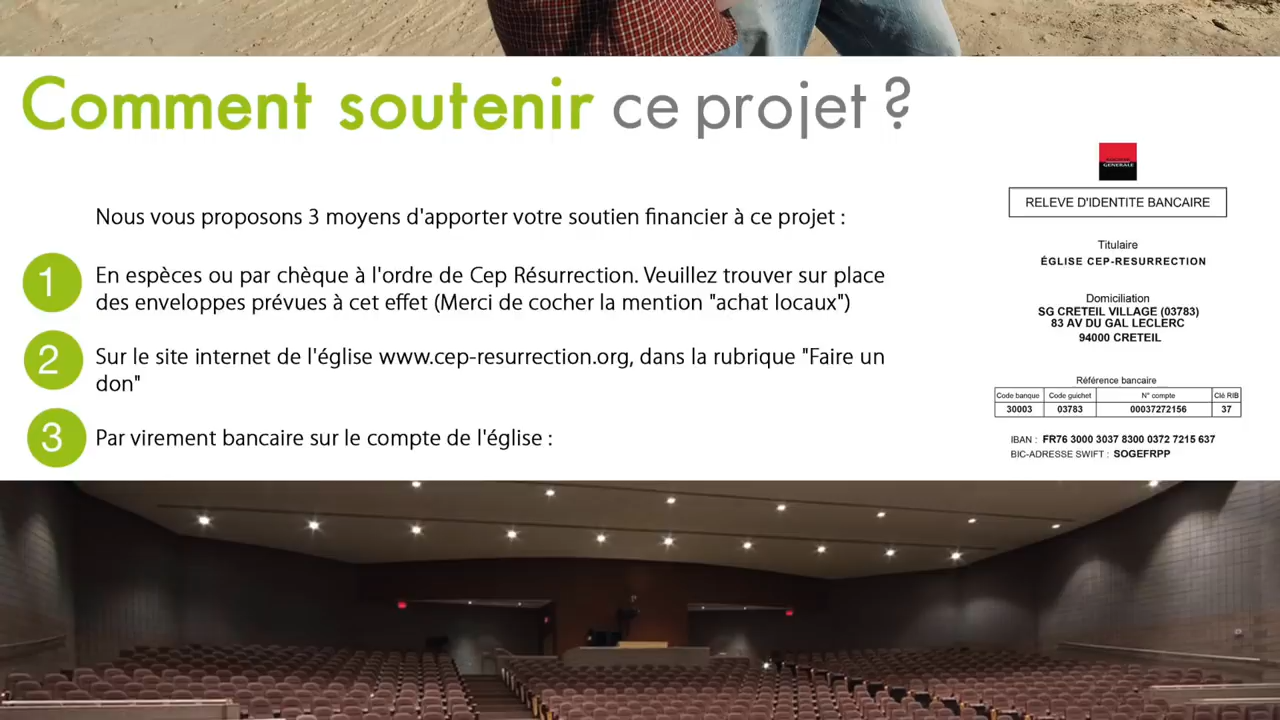 Comment soutenir ce projet ?
Nous vous proposons 3 moyens d'apporter votre soutien financier à ce projet :
1
En espèces ou par chèque à l'ordre de Cep Résurrection. Veuillez trouver sur place
des enveloppes prévues à cet effet (Merci de cocher la mention "achat locaux")
2
Sur le site internet de l'église www.cep-resurrection.org, dans la rubrique "Faire un
don"
3
Par virement bancaire sur le compte de l'église :
GENERALE
RELEVE D'IDENTITE BANCAIRE
Titulaire
ÉGLISE CEP-RESURRECTION
Domiciliation
SG CRETEIL VILLAGE (03783)
83 AV DU GAL LECLERC
94000 CRETEIL
Référence bancaire
Code banque Code guichet N° compte Clé RIB
30003 03783 00037272156 37
IBAN : FR76 3000 3037 8300 0372 7215 637
BIC-ADRESSE SWIFT : SOGEFRPP